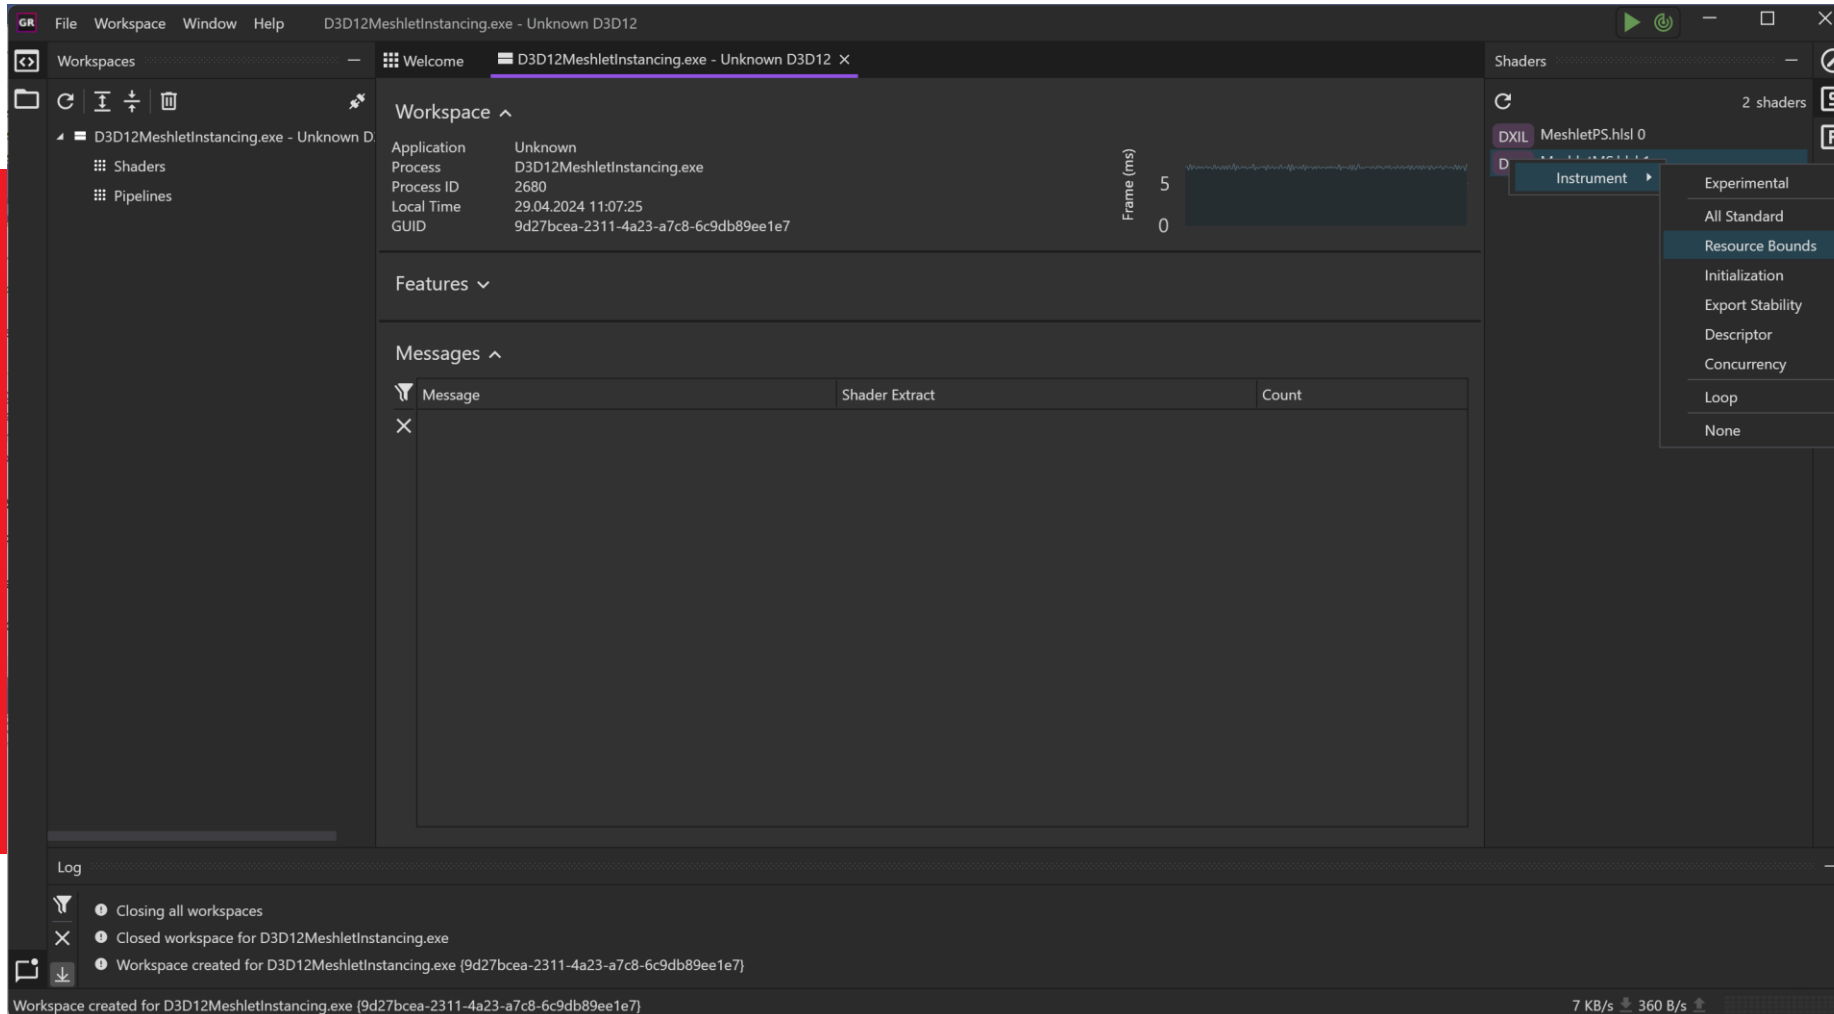 GR File Workspace Window Help D3D12MeshletInstancing.exe - Unknown D3D12
Workspaces
Welcome
D3D12MeshletInstancing.exe - Unknown D3D12
Shaders
2 shaders
D3D12MeshletInstancing.exe - Unknown D
Shaders
Pipelines
Workspace
Application Unknown
Process D3D12MeshletInstancing.exe
Process ID 2680
Local Time 29.04.2024 11:07:25
GUID 9d27bcea-2311-4a23-a7c8-6c9db89ee1e7
Frame (ms)
5
0
DXIL MeshletPS.hlsl 0
D
Instrument
Experimental
All Standard
Resource Bounds
Initialization
Export Stability
Descriptor
Concurrency
Loop
None
Features
Messages
Message Shader Extract Count
Log
Closing all workspaces
Closed workspace for D3D12MeshletInstancing.exe
Workspace created for D3D12MeshletInstancing.exe {9d27bcea-2311-4a23-a7c8-6c9db89ee1e7}
Workspace created for D3D12MeshletInstancing.exe {9d27bcea-2311-4a23-a7c8-6c9db89ee1e7}
7 KB/s 360 B/s